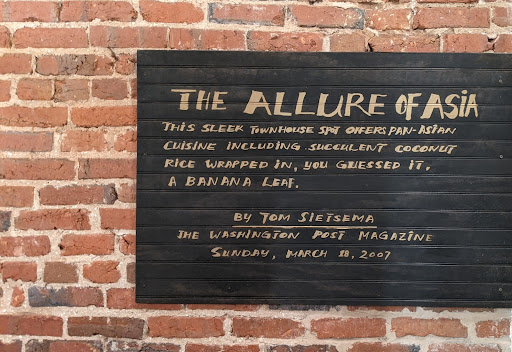 THE ALLURE OF ASIA
THIS SLEEK TOWNHOUSE SPOT OFFERS PAN-ASIAN
CUISINE INCLUDING SUCCULENT COCONUT
RICE WRAPPED IN, YOU GUESSED IT,
A BANANA LEAF.
BY TOM SIETSEMA
THE WASHINGTON POST MAGAZINE
SUNDAY, MARCH 18, 2007